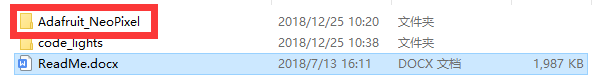 Adafruit_NeoPixel 2018/12/25 10:20 文件夹
code_lights 2018/12/25 10:38 文件夹
ReadMe.docx 2018/7/13 16:11 DOCX 文档 1,987 KB